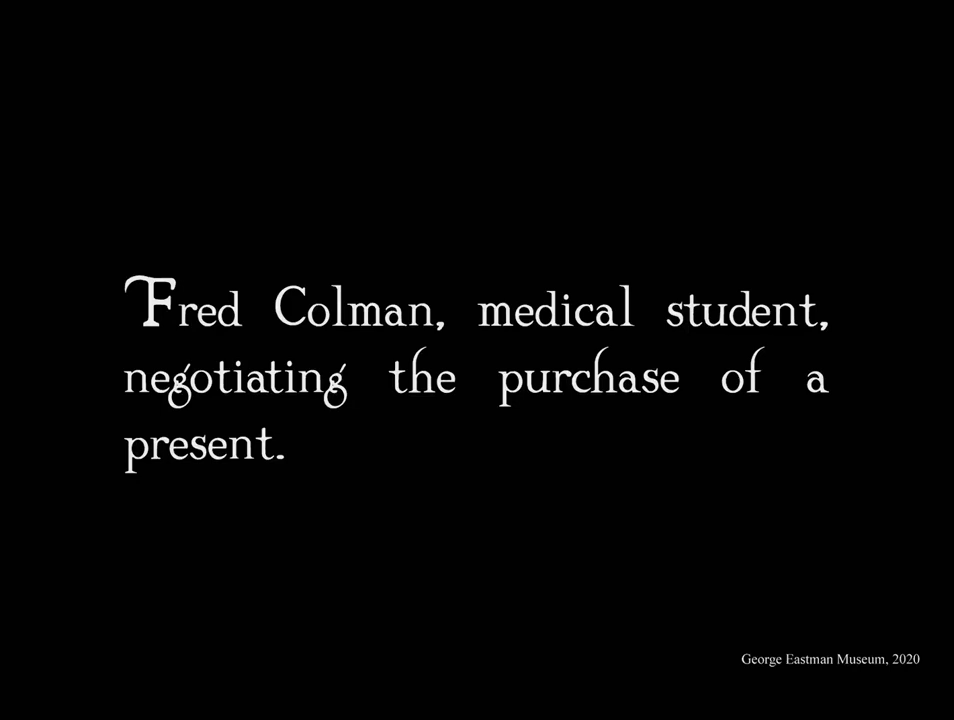 Fred Colman, medical student,
negotiating the purchase of a
present.
George Eastman Museum, 2020